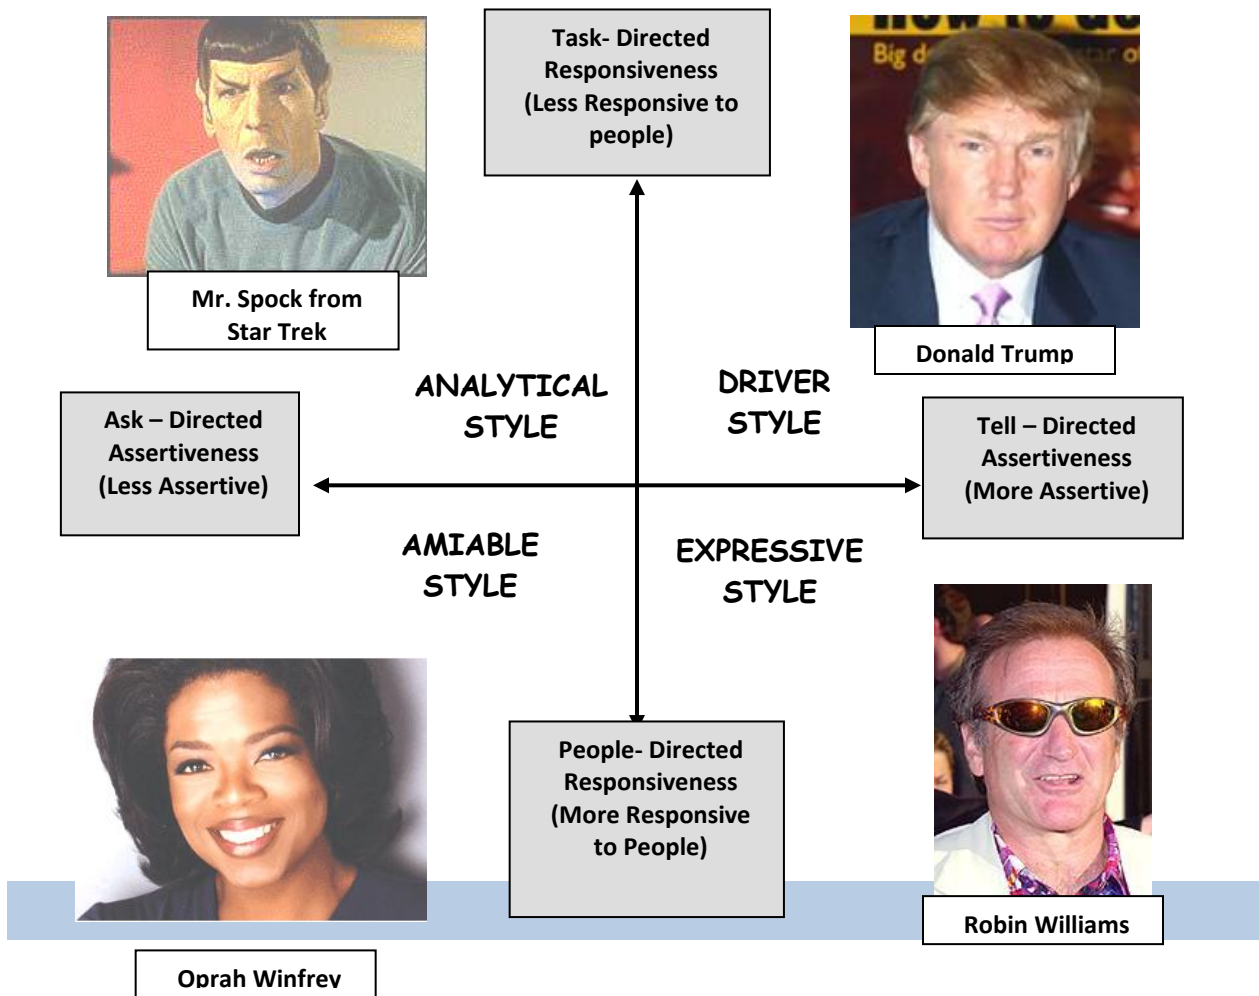 Task- Directed
Responsiveness
(Less Responsive to
people)
Big
Mr. Spock from
Star Trek
Donald Trump
ANALYTICAL
STYLE
DRIVER
STYLE
Ask – Directed
Assertiveness
(Less Assertive)
Tell – Directed
Assertiveness
(More Assertive)
AMIABLE
STYLE
EXPRESSIVE
STYLE
People- Directed
Responsiveness
(More Responsive
to People)
Robin Williams
Oprah Winfrey